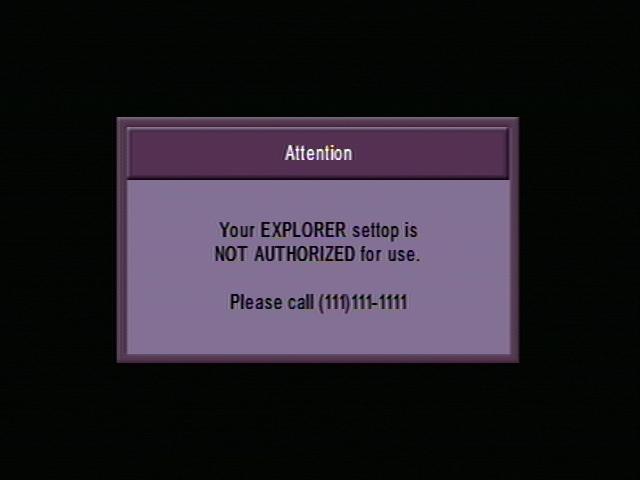 Attention
Your EXPLORER settop is
NOT AUTHORIZED for use.
Please call (111)111-1111